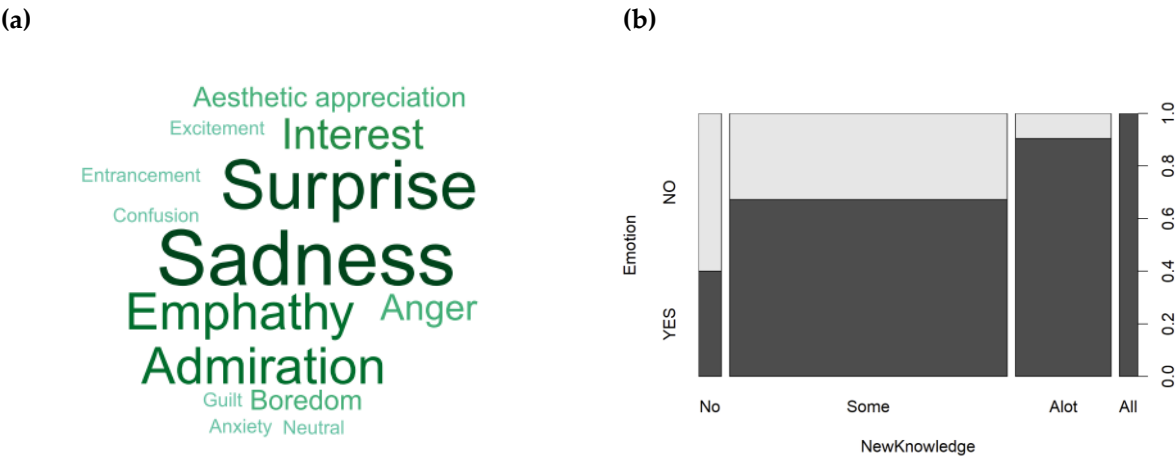 (a)
Aesthetic appreciation
Excitement
Interest
Entrancement
Surprise
Confusion
Sadness
Emphathy
Anger
Admiration
Guilt
Boredom
Anxiety
Neutral
(b)
Emotion
NO
YES
1.0
0.8
0.6
0.4
0.2
0.0
No
Some
Alot
All
NewKnowledge